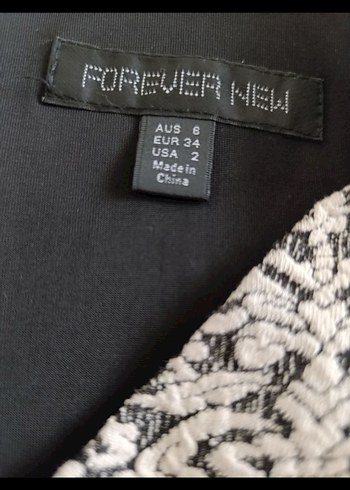 FOREVER NEW
AUS 6
EUR 34
USA 2
Made in
China